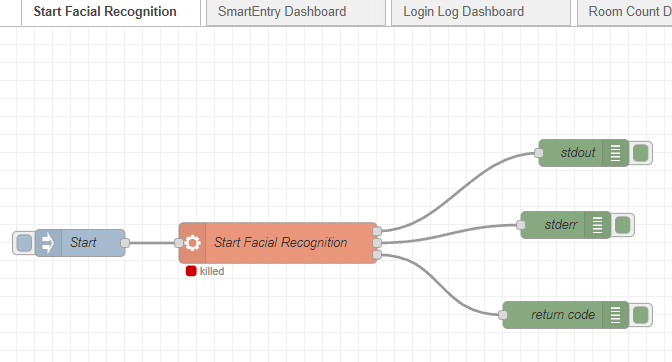 Start Facial Recognition
SmartEntry Dashboard
Login Log Dashboard
Room Count D
stdout
stderr
Start
Start Facial Recognition
killed
return code